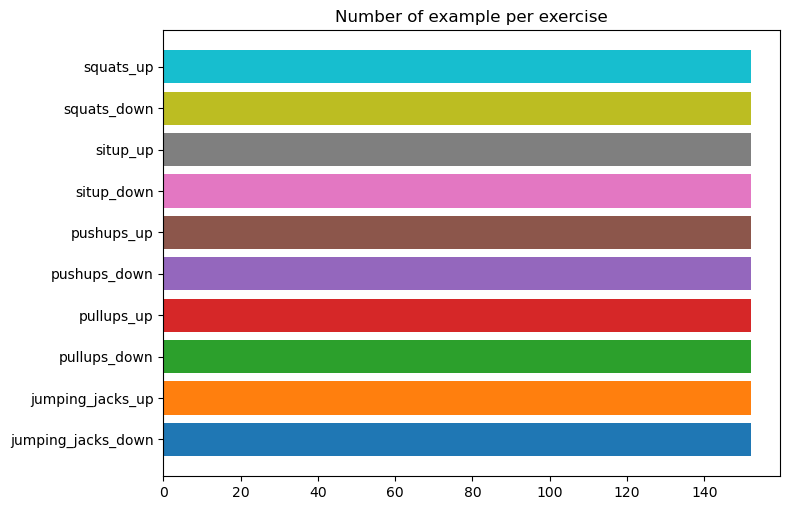 Number of example per exercise
squats_up
squats_down
situp_up
situp_down
pushups_up
pushups_down
pullups_up
pullups_down
jumping_jacks_up
jumping_jacks_down
0 20 40 60 80 100 120 140